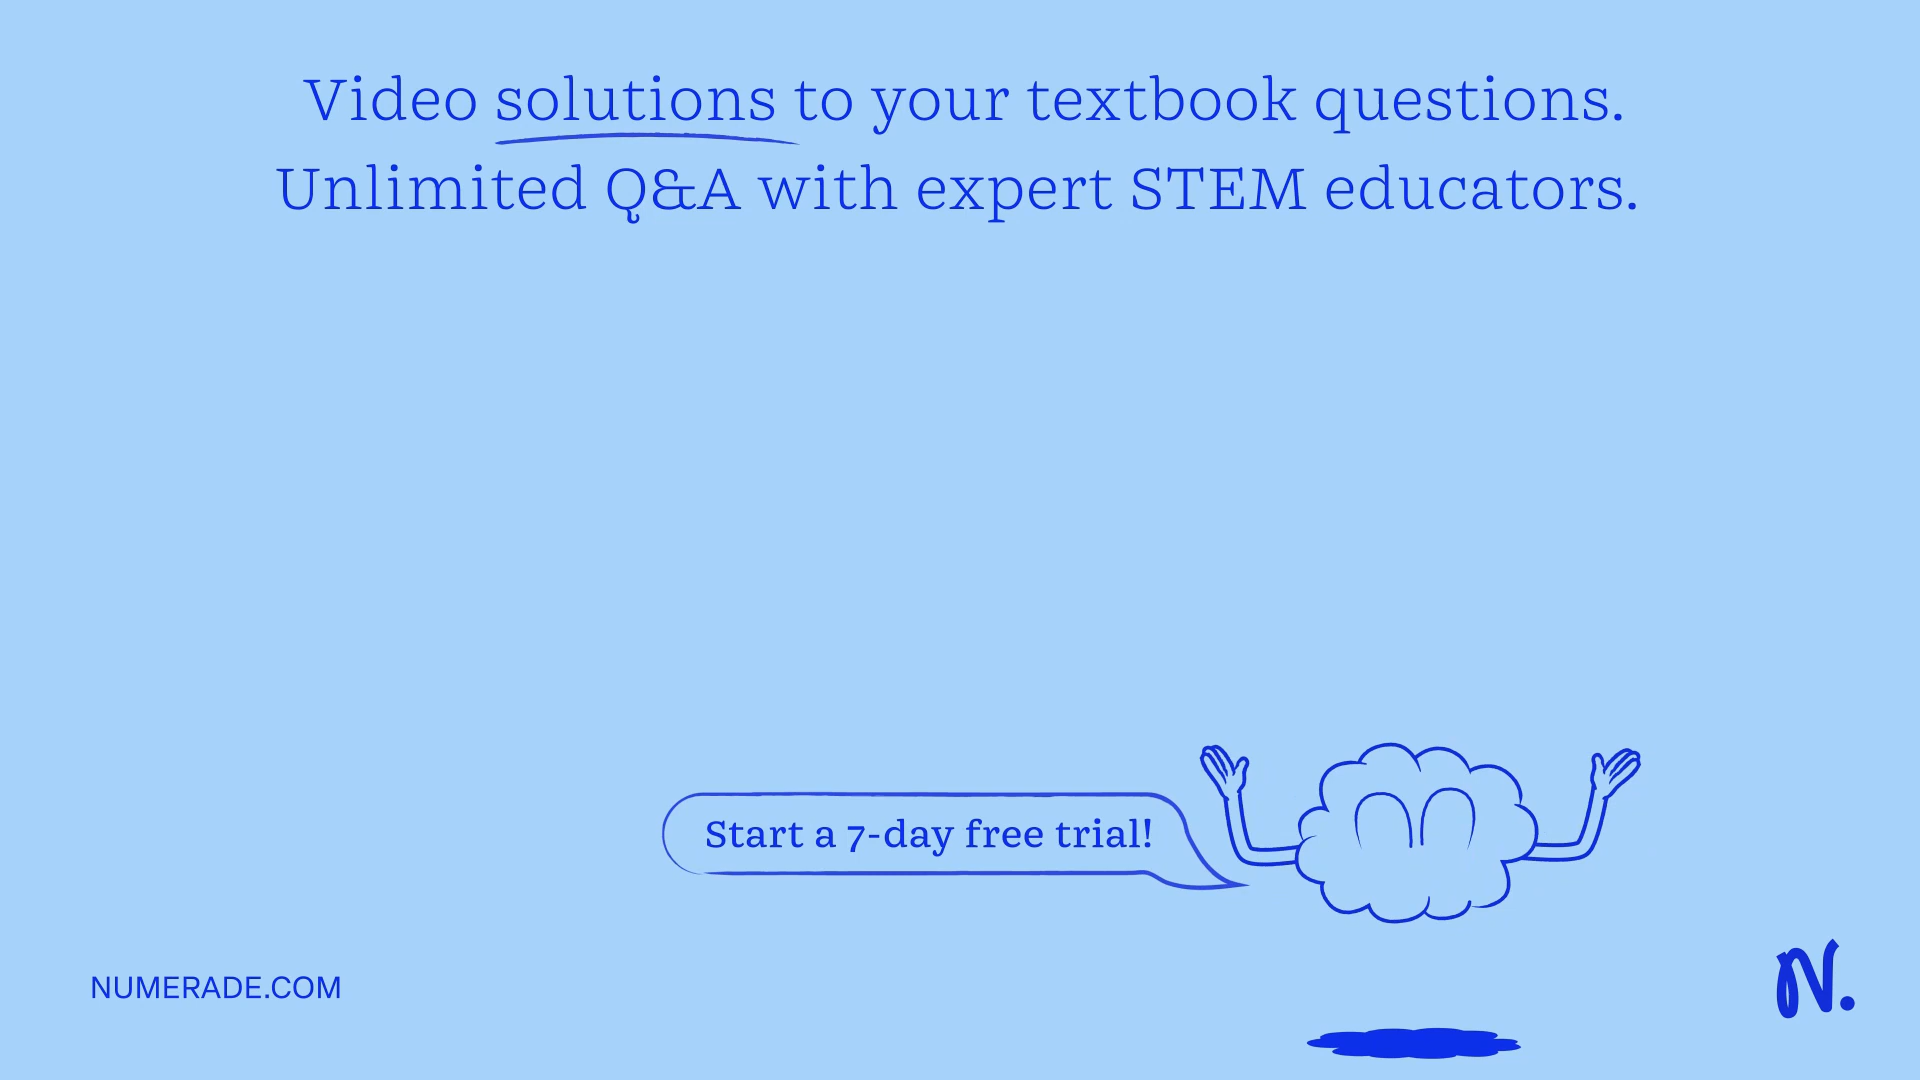 Video solutions to your textbook questions.
Unlimited Q&A with expert STEM educators.
Start a 7-day free trial!
NUMERADE.COM
N.